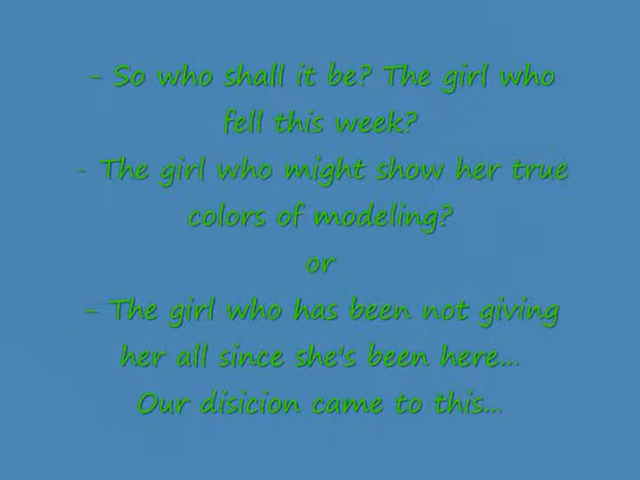 - So who shall it be? The girl who
fell this week?
- The girl who might show her true
colors of modeling?
or
- The girl who has been not giving
her all since she's been here...
Our disicion came to this...